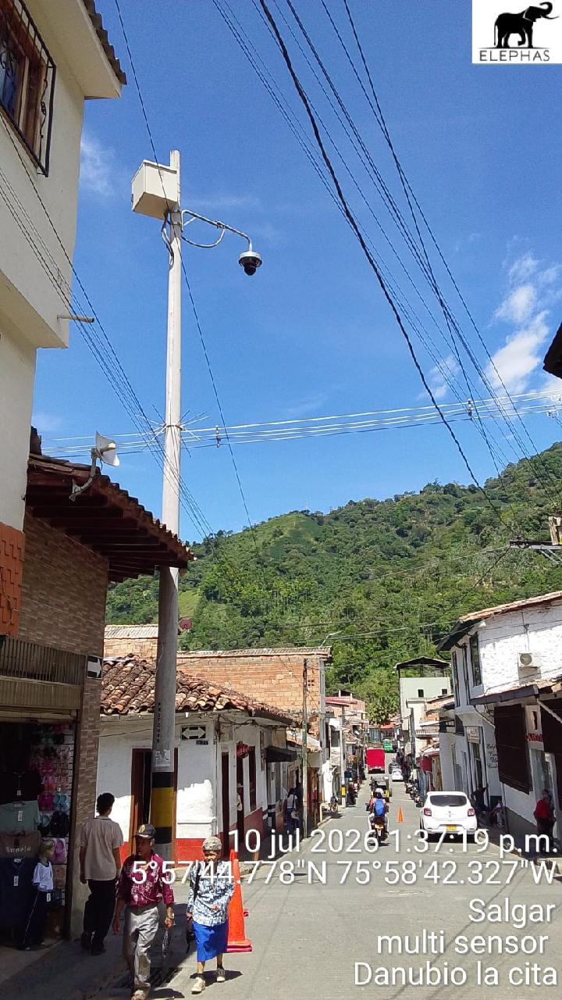 ELEPHAS
10 jul 2026 1:37:19 p.m.
5°57'44.778"N 75°58'42.327"W
Salgar
multi sensor
Danubio la cita